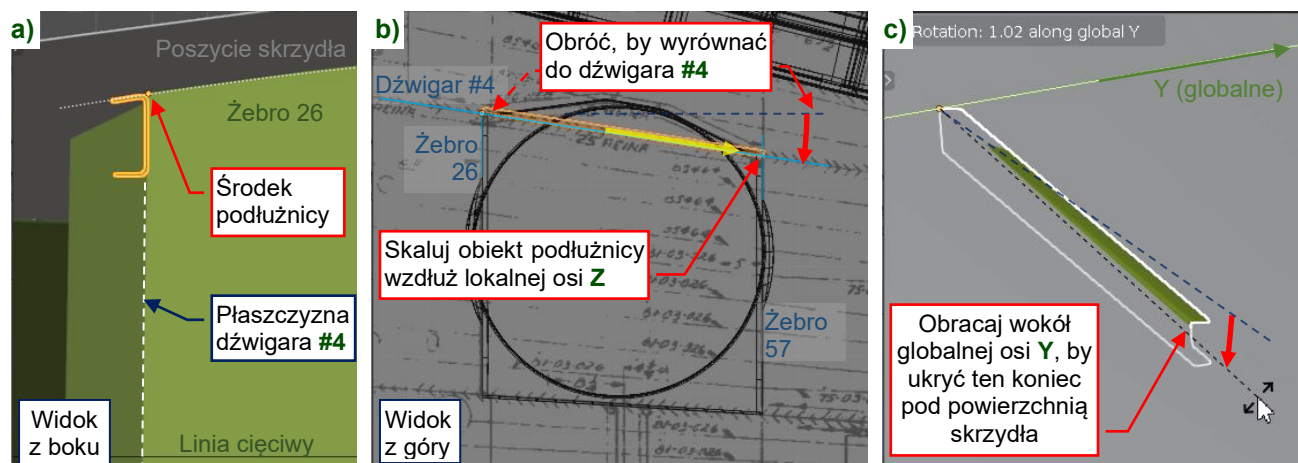 a)
Poszycie skrzydła
Żebro 26
Środek
podłużnicy
Płaszczyzna
dźwigara #4
Widok
z boku
Linia cięciwy
b)
Obróć, by wyrównać
do dźwigara #4
Dźwigar #4
Żebro
26
Skaluj obiekt podłużnicy
wzdłuż lokalnej osi Z
Żebro
57
Widok
z góry
c)
Rotation: 1.02 along global Y
Y (globalne)
Obracaj wokół
globalnej osi Y, by
ukryć ten koniec
pod powierzchnią
skrzydła